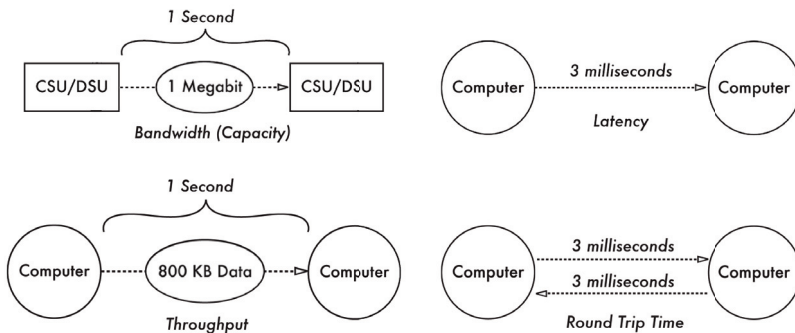 1 Second
CSU/DSU
1 Megabit
CSU/DSU
Bandwidth (Capacity)
Computer
3 milliseconds
Computer
Latency
1 Second
Computer
800 KB Data
Computer
Throughput
Computer
3 milliseconds
3 milliseconds
Computer
Round Trip Time